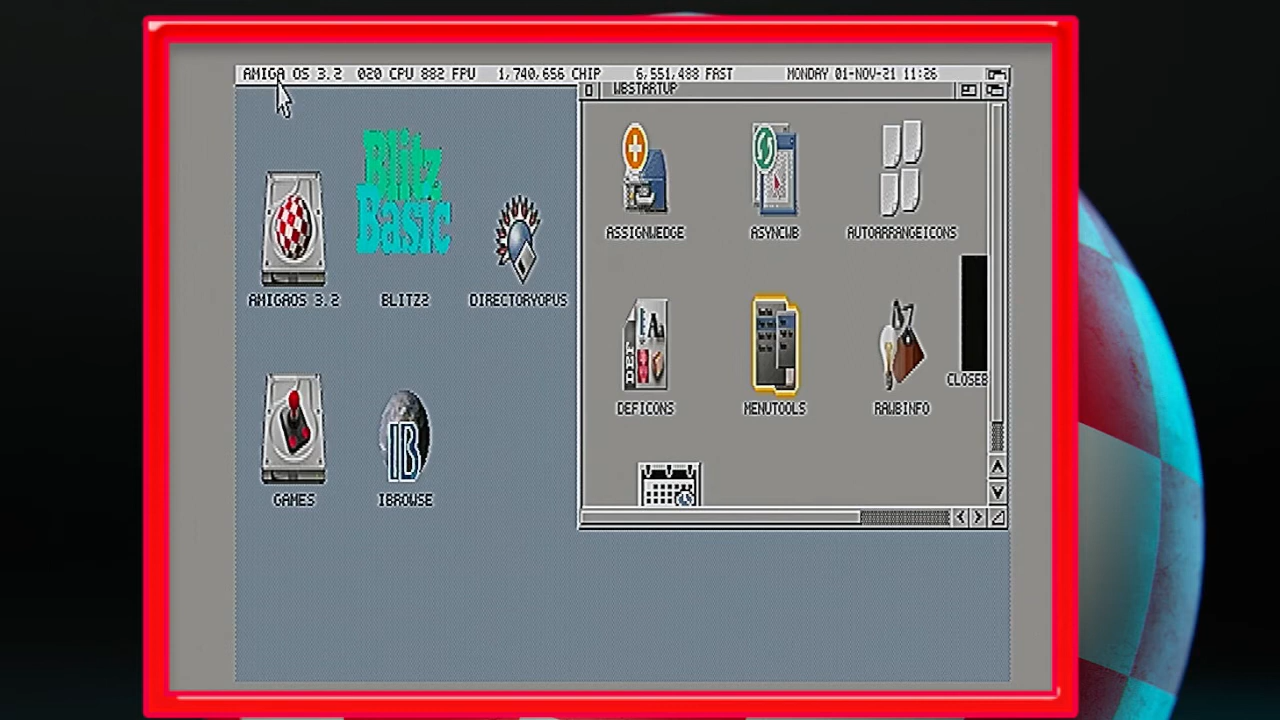 AMIGA OS 3.2 020 CPU 882 FPU 1,740,656 CHIP 6,551,488 FAST MONDAY 01-NOV-21 11:26
WBSTARTUP
Blitz
Basic
AMIGAOS 3.2
BLITZ2
DIRECTORYOPUS
GAMES
IB
IBROWSE
ASSIGNWEDGE
ASYNCWB
AUTOARRANGEICONS
DEFICONS
MENUTOOLS
RAWBINFO
CLOSEB